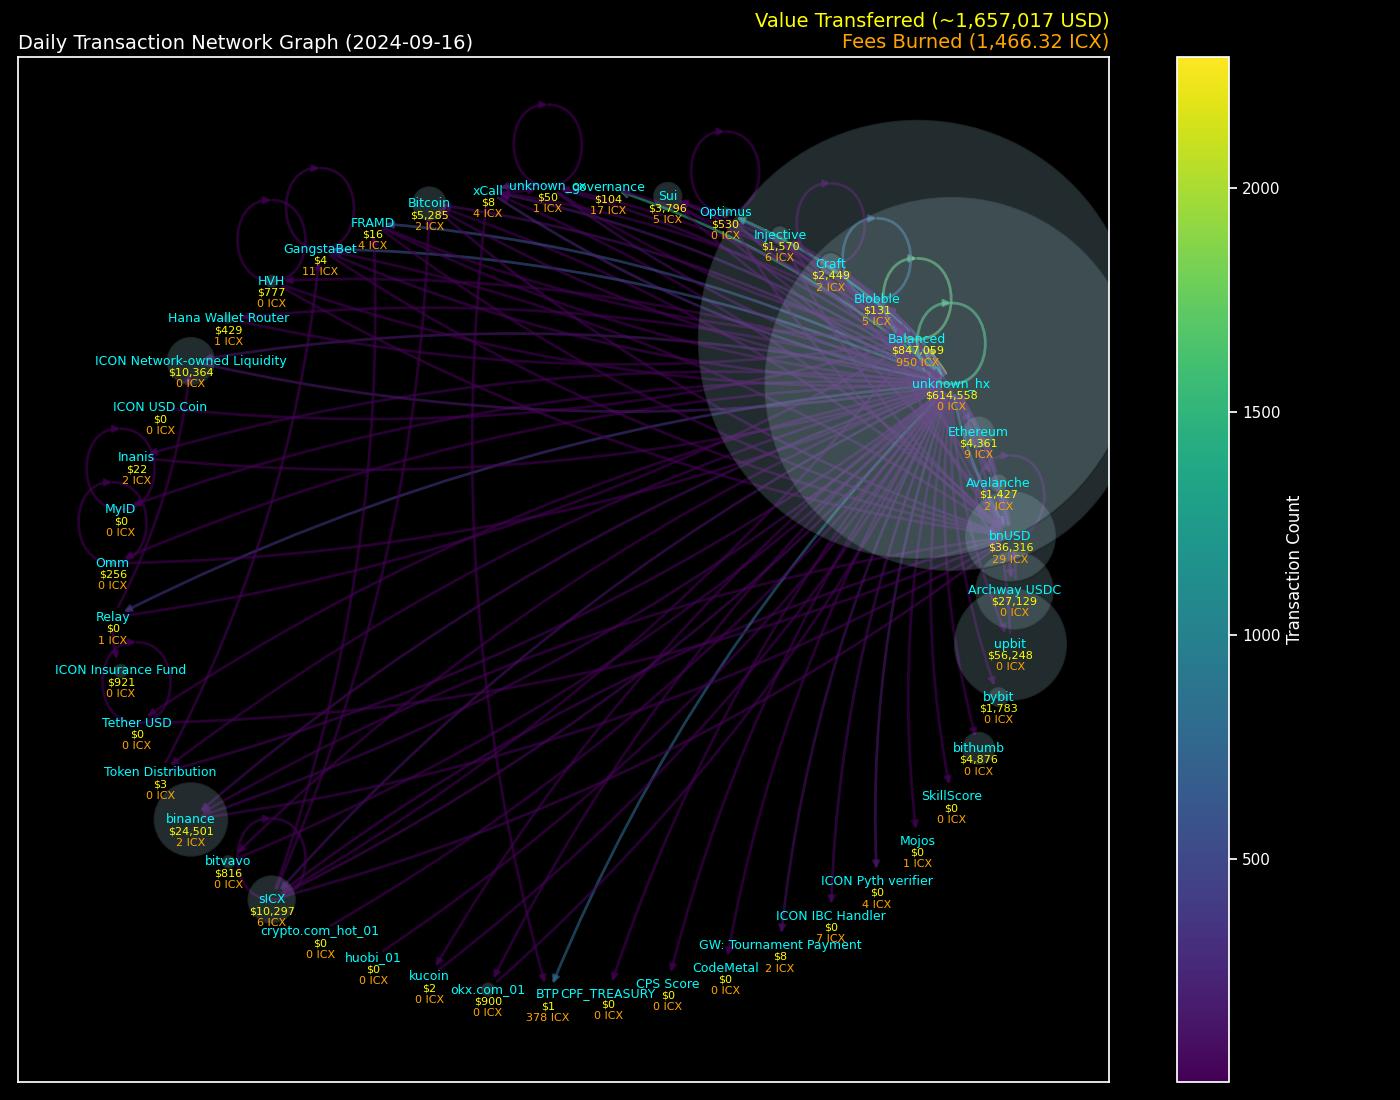 Value Transferred (~1,657,017 USD)
Daily Transaction Network Graph (2024-09-16)
Fees Burned (1,466.32 ICX)
unknown_cx
$50
1 ICX
governance
$104
17 ICX
xCall
$8
4 ICX
Sui
$3,796
5 ICX
Bitcoin
$5,285
2 ICX
Optimus
$530
0 ICX
FRAMD
$16
4 ICX
Injective
$1,570
6 ICX
GangstaBet
$4
11 ICX
Craft
$2,449
2 ICX
HVH
$777
0 ICX
Blobble
$131
5 ICX
Hana Wallet Router
$429
1 ICX
Balanced
$847,059
950 ICX
ICON Network-owned Liquidity
$10,364
0 ICX
unknown_hx
$614,558
0 ICX
ICON USD Coin
$0
0 ICX
Ethereum
$4,361
9 ICX
Inanis
$22
2 ICX
Avalanche
$1,427
2 ICX
MyID
$0
0 ICX
bnUSD
$36,316
29 ICX
Omm
$256
0 ICX
Archway USDC
$27,129
0 ICX
Relay
$0
1 ICX
upbit
$56,248
0 ICX
ICON Insurance Fund
$921
0 ICX
bybit
$1,783
0 ICX
Tether USD
$0
0 ICX
bithumb
$4,876
0 ICX
Token Distribution
$3
0 ICX
SkillScore
$0
0 ICX
binance
$24,501
2 ICX
Mojos
$0
1 ICX
bitvavo
$816
0 ICX
ICON Pyth verifier
$0
4 ICX
sICX
$10,297
6 ICX
ICON IBC Handler
$0
7 ICX
crypto.com_hot_01
$0
0 ICX
GW: Tournament Payment
$8
2 ICX
huobi_01
$0
0 ICX
CodeMetal
$0
0 ICX
kucoin
$2
0 ICX
CPS Score
$0
0 ICX
okx.com_01
$900
0 ICX
BTP
$1
378 ICX
CPF_TREASURY
$0
0 ICX
2000
1500
1000
500
Transaction Count